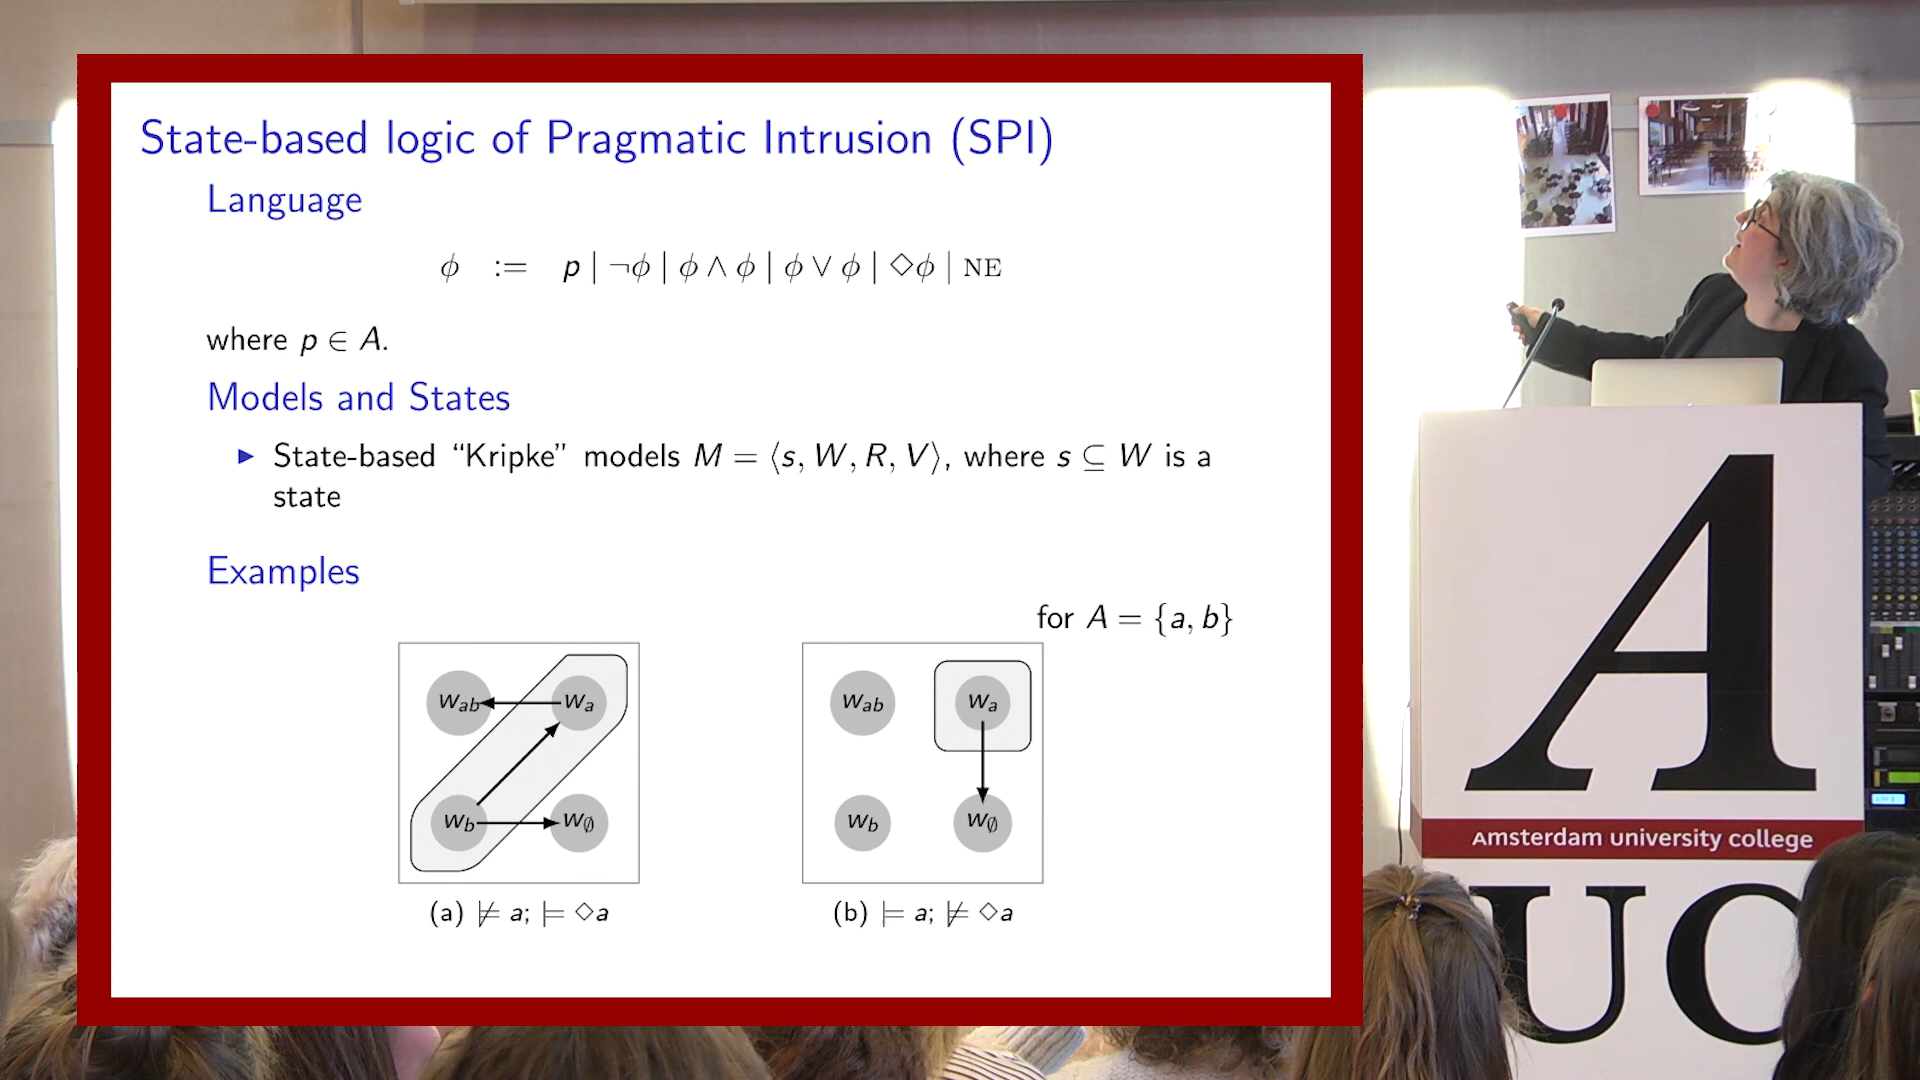 State-based logic of Pragmatic Intrusion (SPI)
Language
ϕ := p | ¬ϕ | ϕ ∧ ϕ | ϕ ∨ ϕ | ◇ϕ | NE
where p ∈ A.
Models and States
▶ State-based “Kripke” models M = ⟨s, W, R, V⟩, where s ⊆ W is a
state
Examples
for A = {a, b}
w_ab w_a
w_b w_∅
(a) ⊭ a; ⊨ ◇a
w_ab w_a
w_b w_∅
(b) ⊨ a; ⊭ ◇a
A
amsterdam university college
UC